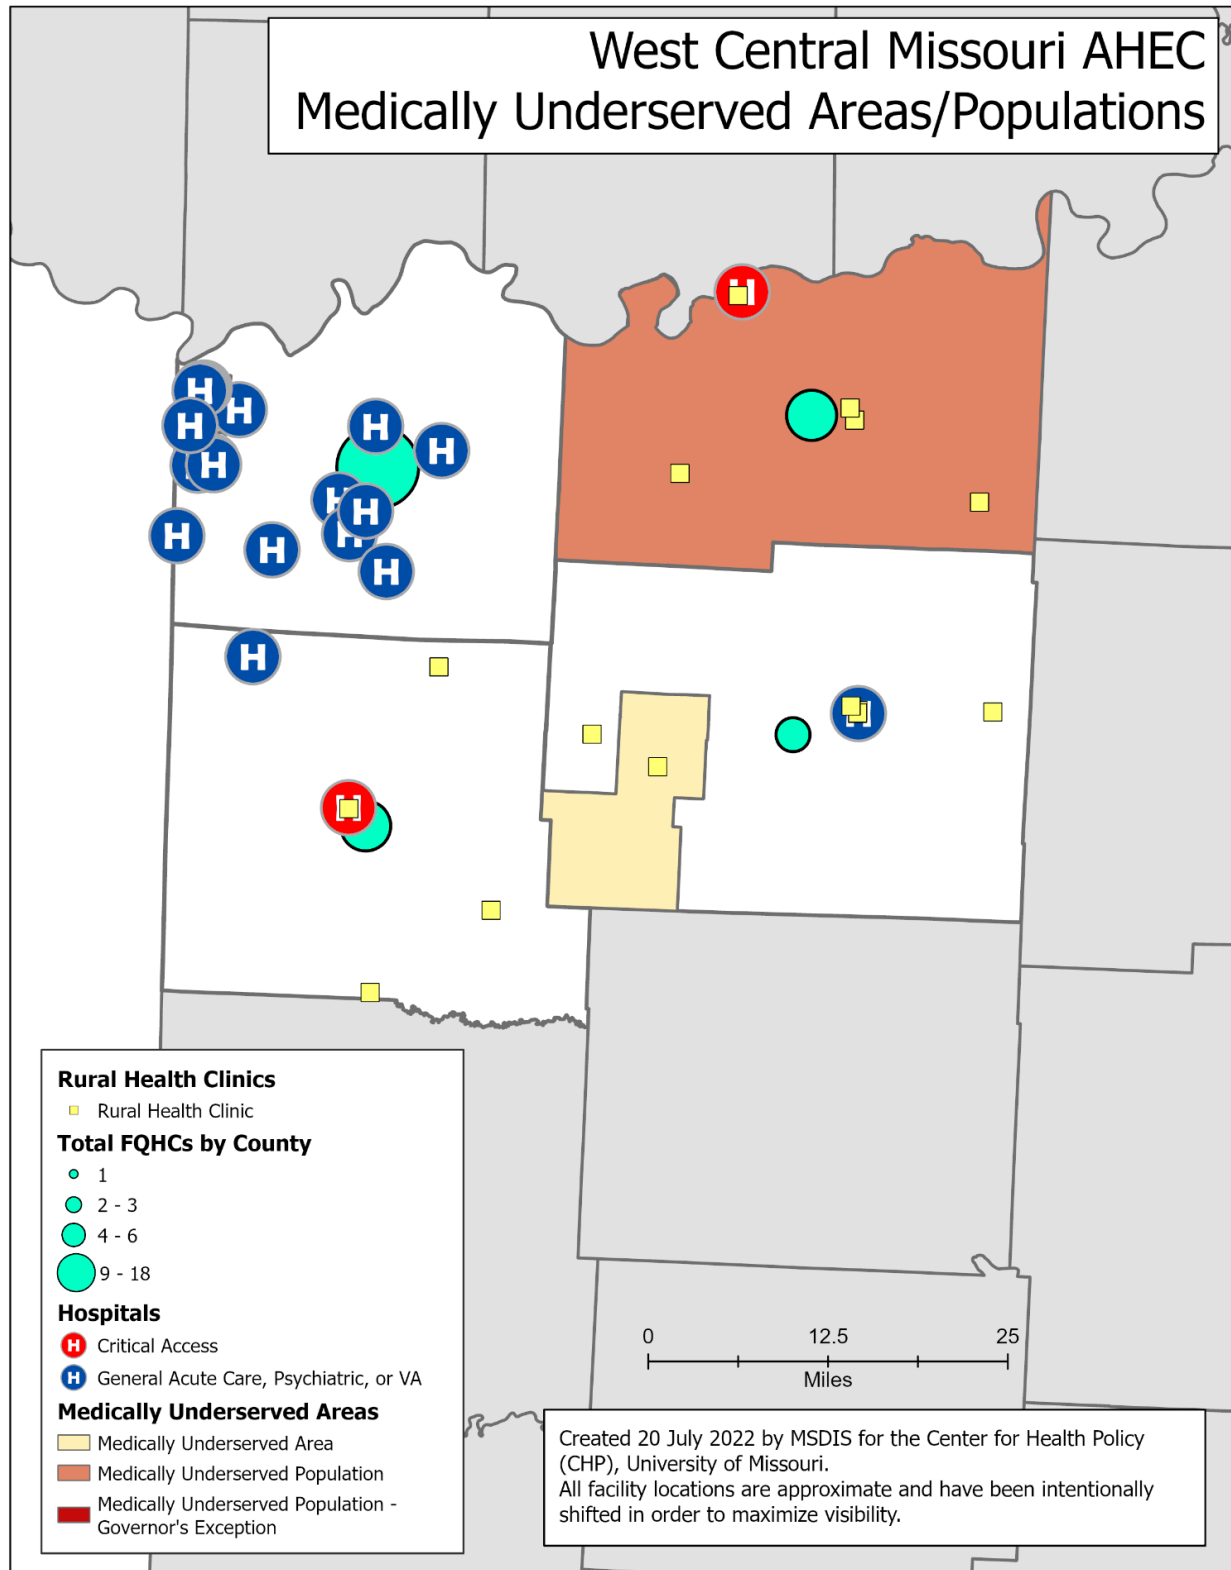 West Central Missouri AHEC
Medically Underserved Areas/Populations
H
H
H
H
H
H
H
H
H
H
H
H
H
H
Rural Health Clinics
Rural Health Clinic
Total FQHCs by County
1
2 - 3
4 - 6
9 - 18
Hospitals
H Critical Access
H General Acute Care, Psychiatric, or VA
Medically Underserved Areas
Medically Underserved Area
Medically Underserved Population
Medically Underserved Population -
Governor's Exception
0 12.5 25
Miles
Created 20 July 2022 by MSDIS for the Center for Health Policy
(CHP), University of Missouri.
All facility locations are approximate and have been intentionally
shifted in order to maximize visibility.